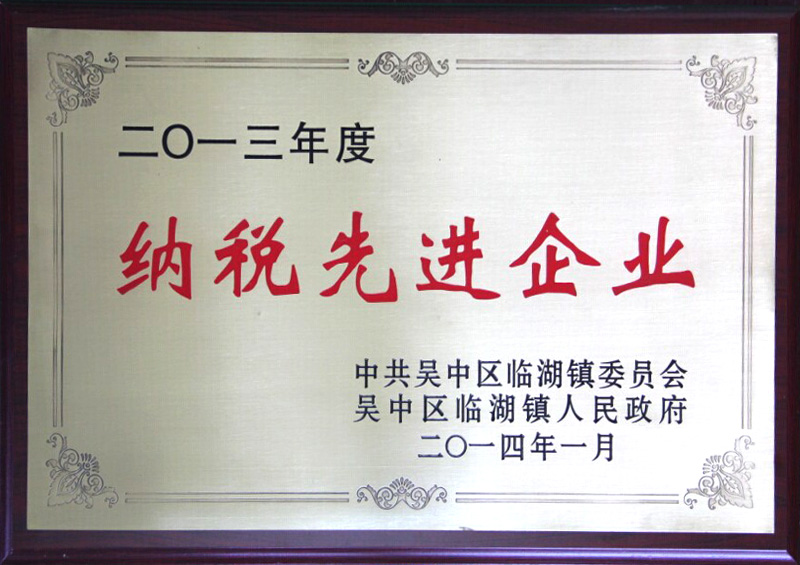 二〇一三年度
纳税先进企业
中共吴中区临湖镇委员会
吴中区临湖镇人民政府
二〇一四年一月